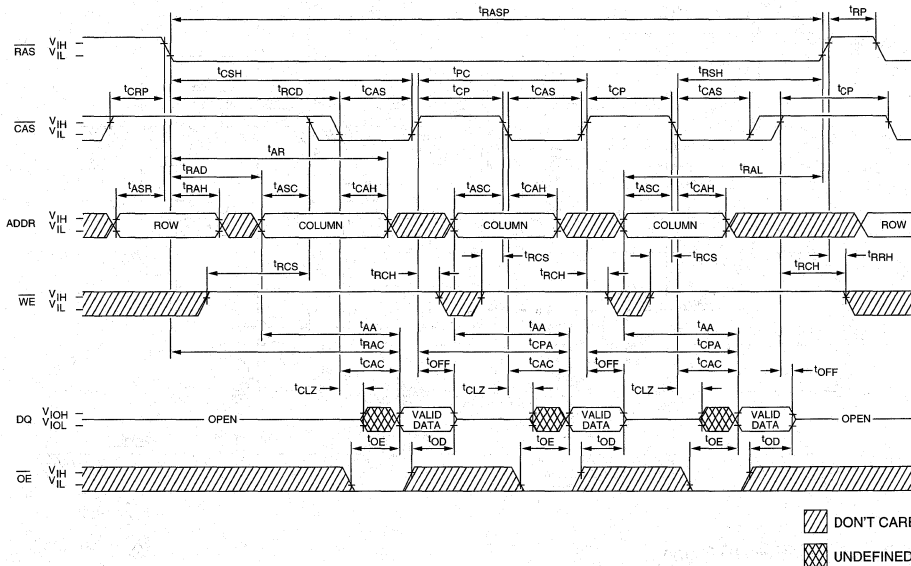 tRASP tRP
RAS VIH VIL
tCSH tPC tRSH
tCRP tRCD tCAS tCP tCAS tCP tCAS tCP
CAS VIH VIL
tAR
tRAD tRAL
tASR tRAH tASC tCAH tASC tCAH tASC tCAH
ADDR VIH VIL ROW COLUMN COLUMN COLUMN ROW
tRCS tRCH tRCS tRCH tRCS tRCH tRRH
WE VIH VIL
tAA tAA tAA
tRAC tCPA tCPA
tCAC tOFF tCAC tOFF tCAC tOFF
tCLZ tCLZ tCLZ
DQ VIOH VIOL OPEN VALID DATA VALID DATA VALID DATA OPEN
tOE tOD tOE tOD tOE tOD
OE VIH VIL
DON'T CARE
UNDEFINED